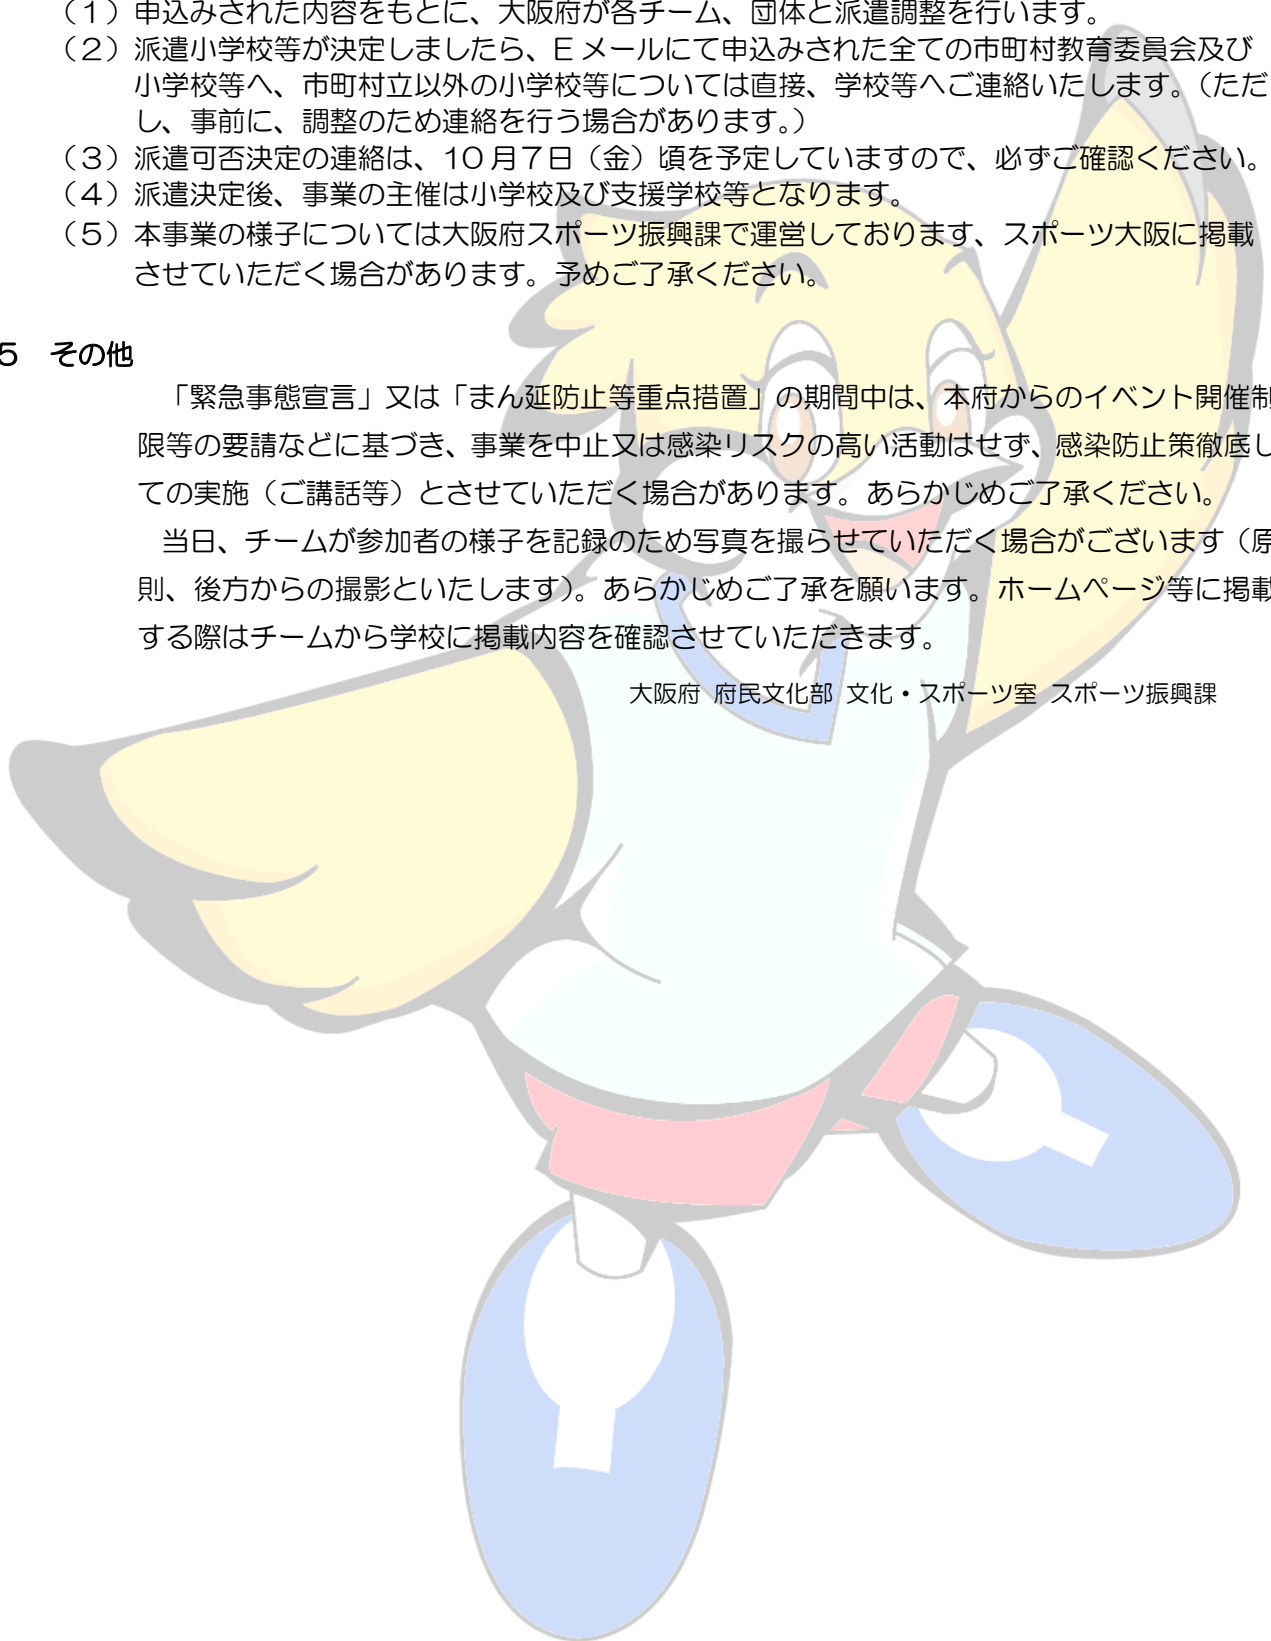 （１）申込みされた内容をもとに、大阪府が各チーム、団体と派遣調整を行います。
（２）派遣小学校等が決定しましたら、Ｅメールにて申込みされた全ての市町村教育委員会及び
小学校等へ、市町村立以外の小学校等については直接、学校等へご連絡いたします。（ただ
し、事前に、調整のため連絡を行う場合があります。）
（３）派遣可否決定の連絡は、10月７日（金）頃を予定していますので、必ずご確認ください。
（４）派遣決定後、事業の主催は小学校及び支援学校等となります。
（５）本事業の様子については大阪府スポーツ振興課で運営しております、スポーツ大阪に掲載
させていただく場合があります。予めご了承ください。
5　その他
「緊急事態宣言」又は「まん延防止等重点措置」の期間中は、本府からのイベント開催制
限等の要請などに基づき、事業を中止又は感染リスクの高い活動はせず、感染防止策徹底し
ての実施（ご講話等）とさせていただく場合があります。あらかじめご了承ください。
当日、チームが参加者の様子を記録のため写真を撮らせていただく場合がございます（原
則、後方からの撮影といたします）。あらかじめご了承を願います。ホームページ等に掲載
する際はチームから学校に掲載内容を確認させていただきます。
大阪府 府民文化部 文化・スポーツ室 スポーツ振興課